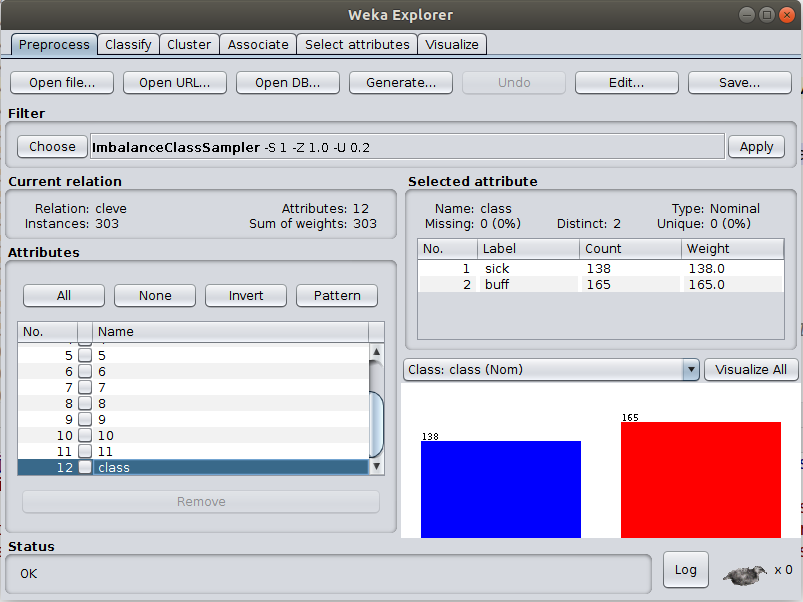 Weka Explorer
Preprocess Classify Cluster Associate Select attributes Visualize
Open file... Open URL... Open DB... Generate... Undo Edit... Save...
Filter
Choose ImbalanceClassSampler -S 1 -Z 1.0 -U 0.2 Apply
Current relation
Relation: cleve Attributes: 12
Instances: 303 Sum of weights: 303
Attributes
All None Invert Pattern
No. Name
5 5
6 6
7 7
8 8
9 9
10 10
11 11
12 class
Remove
Selected attribute
Name: class Type: Nominal
Missing: 0 (0%) Distinct: 2 Unique: 0 (0%)
No. Label Count Weight
1 sick 138 138.0
2 buff 165 165.0
Class: class (Nom) Visualize All
138
165
Status
OK
Log x 0